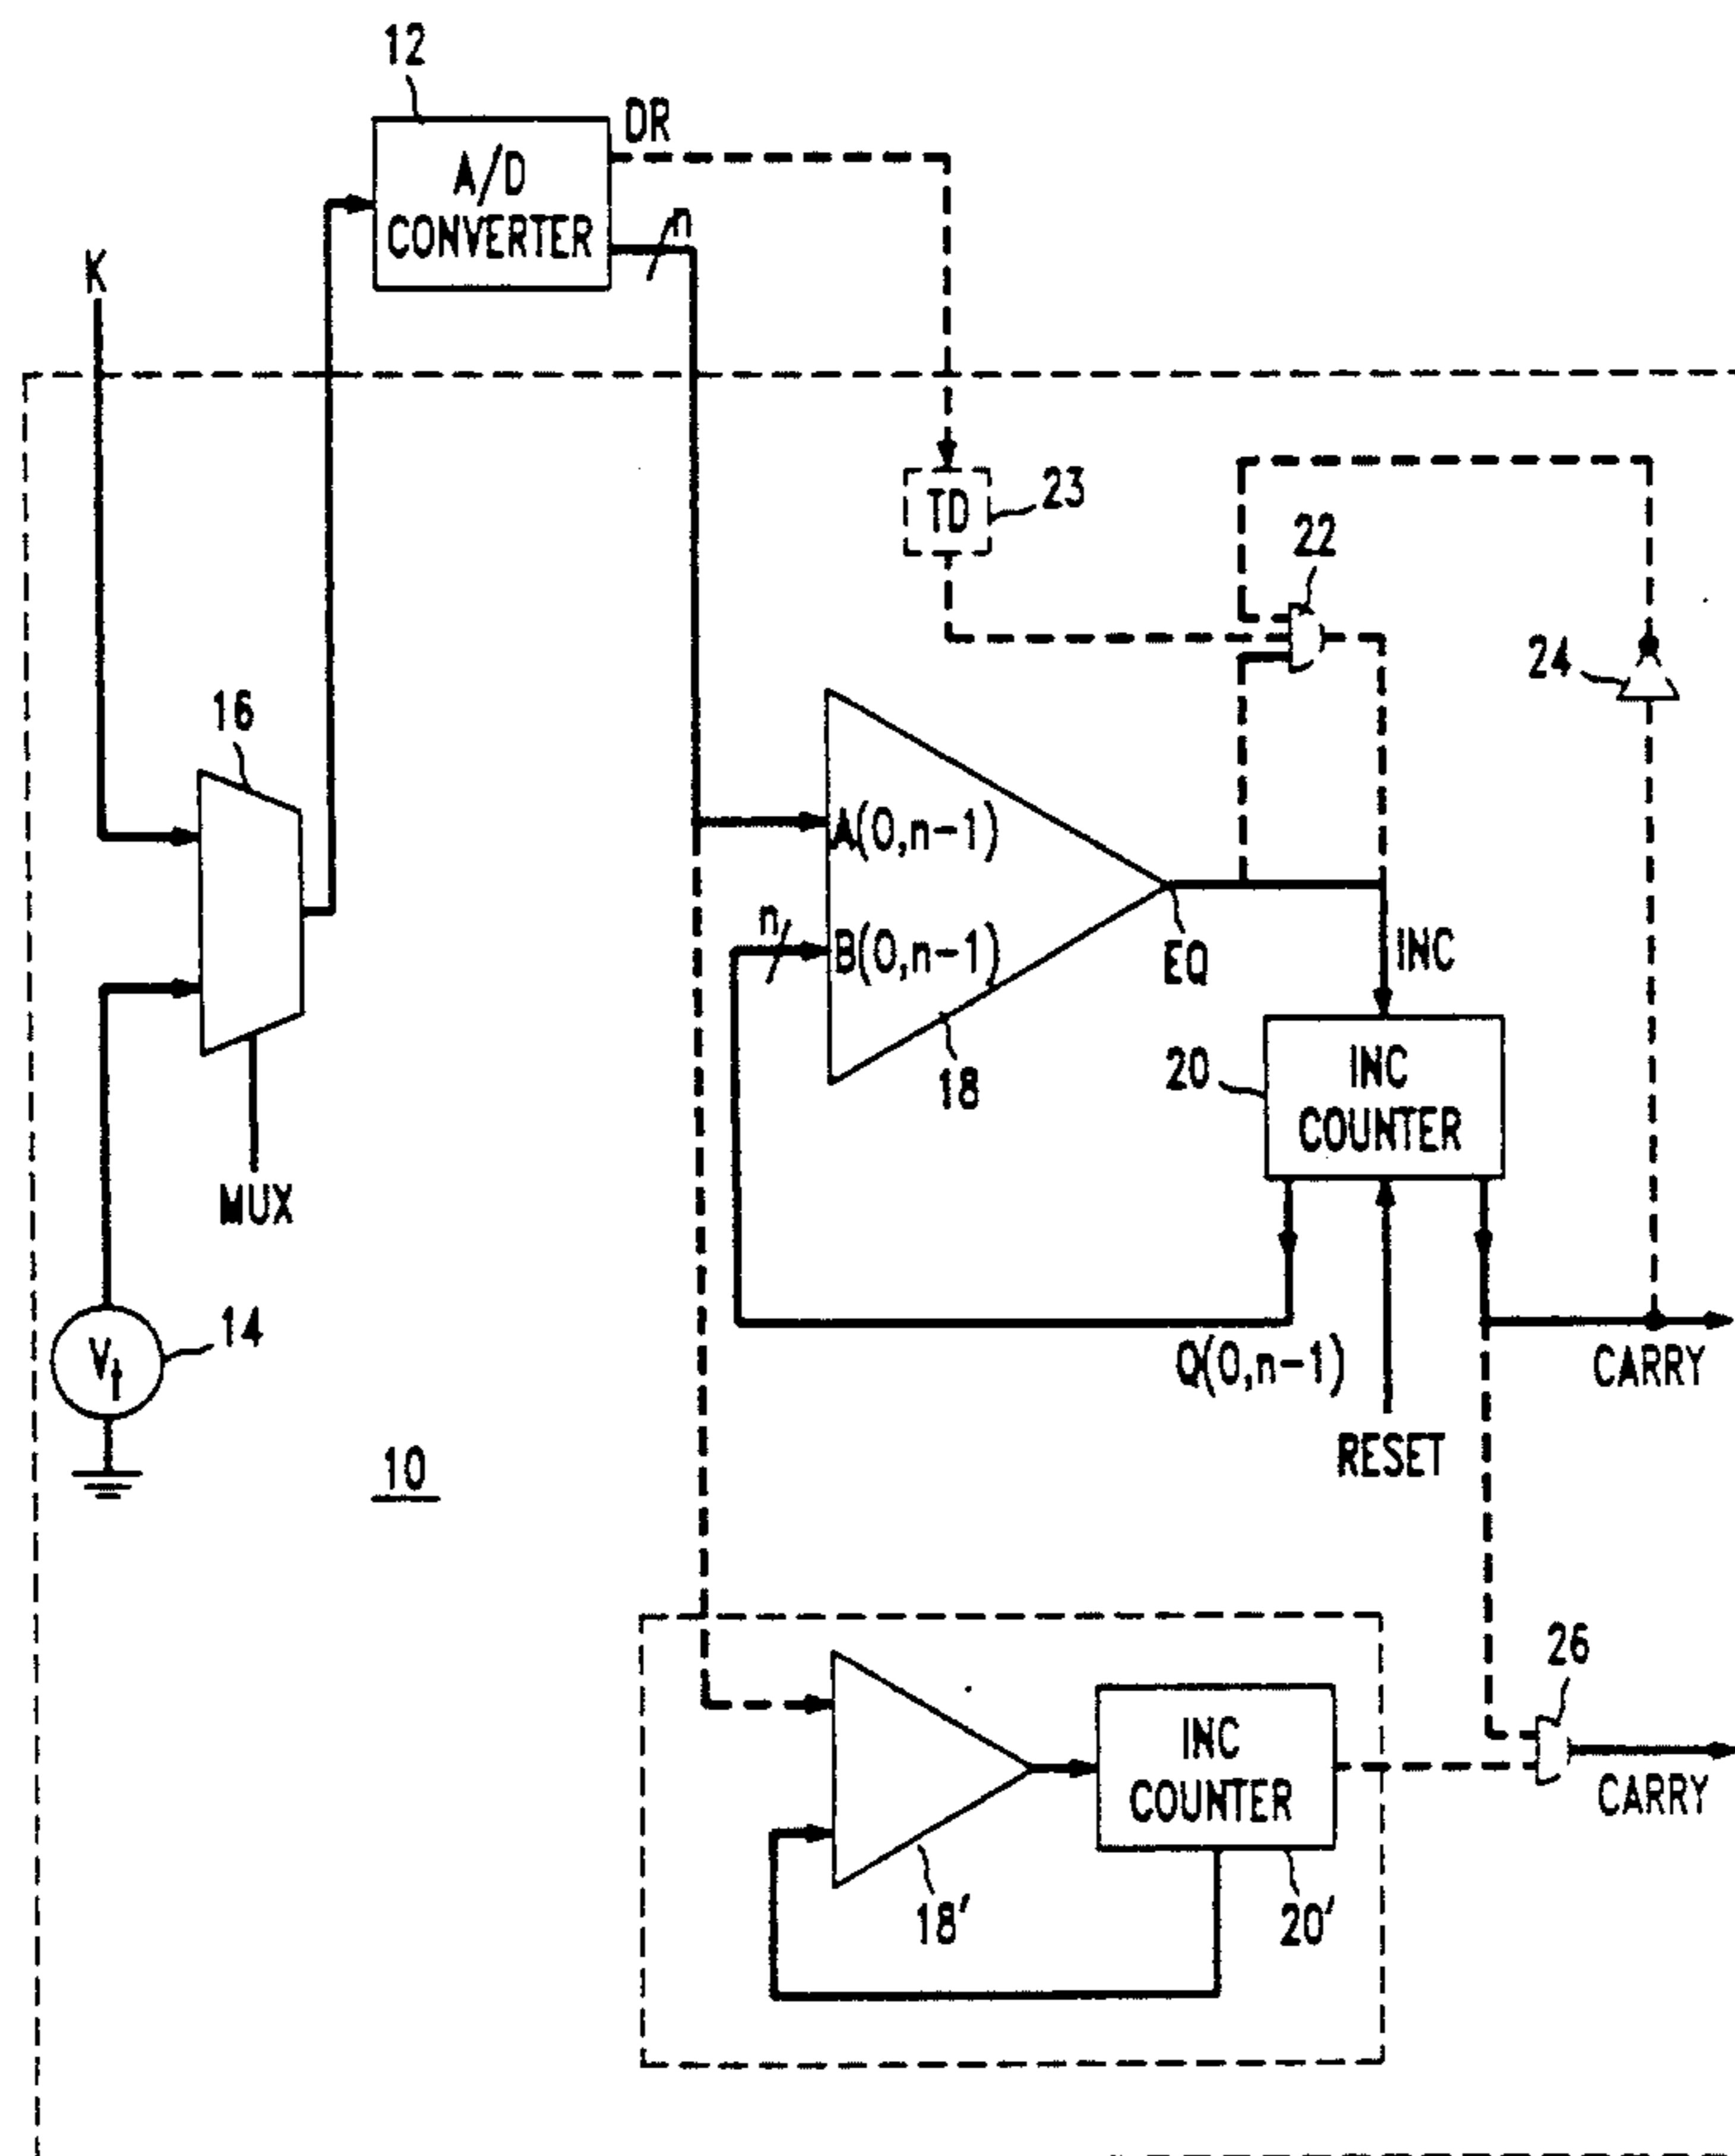 12
DR
A/D
CONVERTER
n
K
TD
23
22
24
16
A(0,n-1)
n
B(0,n-1)
EQ
INC
18
20
INC
COUNTER
MUX
V
14
Q(0,n-1)
CARRY
RESET
10
26
INC
COUNTER
CARRY
18'
20'